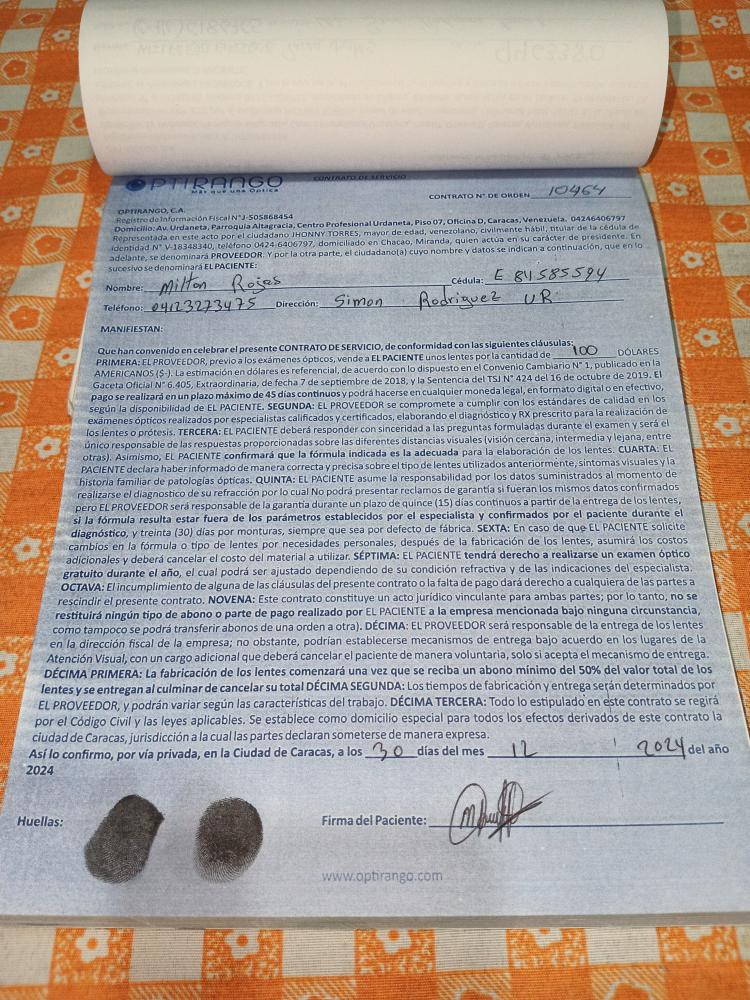 OPTIRANGO
Más que una Óptica
CONTRATO DE SERVICIO
CONTRATO N° DE ORDEN 10464
OPTIRANGO, C.A.
Registro de Información Fiscal N°J-505868454
Domicilio: Av. Urdaneta, Parroquia Altagracia, Centro Profesional Urdaneta, Piso 07, Oficina D, Caracas, Venezuela. 04246406797
Representada en este acto por el ciudadano JHONNY TORRES, mayor de edad, venezolano, civilmente hábil, titular de la cédula de
Identidad N° V-18348340, teléfono 0424-6406797, domiciliado en Chacao, Miranda, quien actúa en su carácter de presidente. En
adelante, se denominará PROVEEDOR. Y por la otra parte, el ciudadano(a) cuyo nombre y datos se indican a continuación, que en lo
sucesivo se denominará EL PACIENTE:
Nombre: Milton Rojas Cédula: E 84585594
Teléfono: 04123273475 Dirección: Simon Rodriguez UR
MANIFIESTAN:
Que han convenido en celebrar el presente CONTRATO DE SERVICIO, de conformidad con las siguientes cláusulas:
PRIMERA: EL PROVEEDOR, previo a los exámenes ópticos, vende a EL PACIENTE unos lentes por la cantidad de 100 DÓLARES
AMERICANOS ($-). La estimación en dólares es referencial, de acuerdo con lo dispuesto en el Convenio Cambiario N° 1, publicado en la
Gaceta Oficial N° 6.405, Extraordinaria, de fecha 7 de septiembre de 2018, y la Sentencia del TSJ N° 424 del 16 de octubre de 2019. El
pago se realizará en un plazo máximo de 45 días continuos y podrá hacerse en cualquier moneda legal, en formato digital o en efectivo,
según la disponibilidad de EL PACIENTE. SEGUNDA: EL PROVEEDOR se compromete a cumplir con los estándares de calidad en los
exámenes ópticos realizados por especialistas calificados y certificados, elaborando el diagnóstico y RX prescrito para la realización de
los lentes o prótesis. TERCERA: EL PACIENTE deberá responder con sinceridad a las preguntas formuladas durante el examen y será el
único responsable de las respuestas proporcionadas sobre las diferentes distancias visuales (visión cercana, intermedia y lejana, entre
otras). Asimismo, EL PACIENTE confirmará que la fórmula indicada es la adecuada para la elaboración de los lentes. CUARTA: EL
PACIENTE declara haber informado de manera correcta y precisa sobre el tipo de lentes utilizados anteriormente, síntomas visuales y la
historia familiar de patologías ópticas. QUINTA: EL PACIENTE asume la responsabilidad por los datos suministrados al momento de
realizarse el diagnostico de su refracción por lo cual No podrá presentar reclamos de garantía si fueran los mismos datos confirmados
pero EL PROVEEDOR será responsable de la garantía durante un plazo de quince (15) días continuos a partir de la entrega de los lentes,
si la fórmula resulta estar fuera de los parámetros establecidos por el especialista y confirmados por el paciente durante el
diagnóstico, y treinta (30) días por monturas, siempre que sea por defecto de fábrica. SEXTA: En caso de que EL PACIENTE solicite
cambios en la fórmula o tipo de lentes por necesidades personales, después de la fabricación de los lentes, asumirá los costos
adicionales y deberá cancelar el costo del material a utilizar. SÉPTIMA: EL PACIENTE tendrá derecho a realizarse un examen óptico
gratuito durante el año, el cual podrá ser ajustado dependiendo de su condición refractiva y de las indicaciones del especialista.
OCTAVA: El incumplimiento de alguna de las cláusulas del presente contrato o la falta de pago dará derecho a cualquiera de las partes a
rescindir el presente contrato. NOVENA: Este contrato constituye un acto jurídico vinculante para ambas partes; por lo tanto, no se
restituirá ningún tipo de abono o parte de pago realizado por EL PACIENTE a la empresa mencionada bajo ninguna circunstancia,
como tampoco se podrá transferir abonos de una orden a otra). DÉCIMA: EL PROVEEDOR será responsable de la entrega de los lentes
en la dirección fiscal de la empresa; no obstante, podrían establecerse mecanismos de entrega bajo acuerdo en los lugares de la
Atención Visual, con un cargo adicional que deberá cancelar el paciente de manera voluntaria, solo si acepta el mecanismo de entrega.
DÉCIMA PRIMERA: La fabricación de los lentes comenzará una vez que se reciba un abono mínimo del 50% del valor total de los
lentes y se entregan al culminar de cancelar su total DÉCIMA SEGUNDA: Los tiempos de fabricación y entrega serán determinados por
EL PROVEEDOR, y podrán variar según las características del trabajo. DÉCIMA TERCERA: Todo lo estipulado en este contrato se regirá
por el Código Civil y las leyes aplicables. Se establece como domicilio especial para todos los efectos derivados de este contrato la
ciudad de Caracas, jurisdicción a la cual las partes declaran someterse de manera expresa.
Así lo confirmo, por vía privada, en la Ciudad de Caracas, a los 30 días del mes 12 2024 del año
2024
Huellas: Firma del Paciente:
www.optirango.com